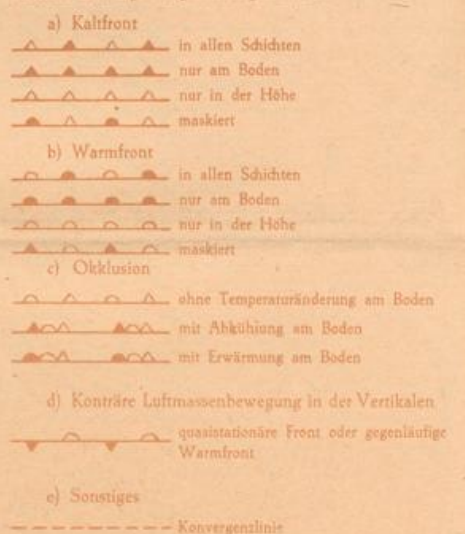 a) Kaltfront
in allen Schichten
nur am Boden
nur in der Höhe
maskiert
b) Warmfront
in allen Schichten
nur am Boden
nur in der Höhe
maskiert
c) Okklusion
ohne Temperaturänderung am Boden
mit Abkühlung am Boden
mit Erwärmung am Boden
d) Konträre Luftmassenbewegung in der Vertikalen
quasistationäre Front oder gegenläufige
Warmfront
e) Sonstiges
Konvergenzlinie